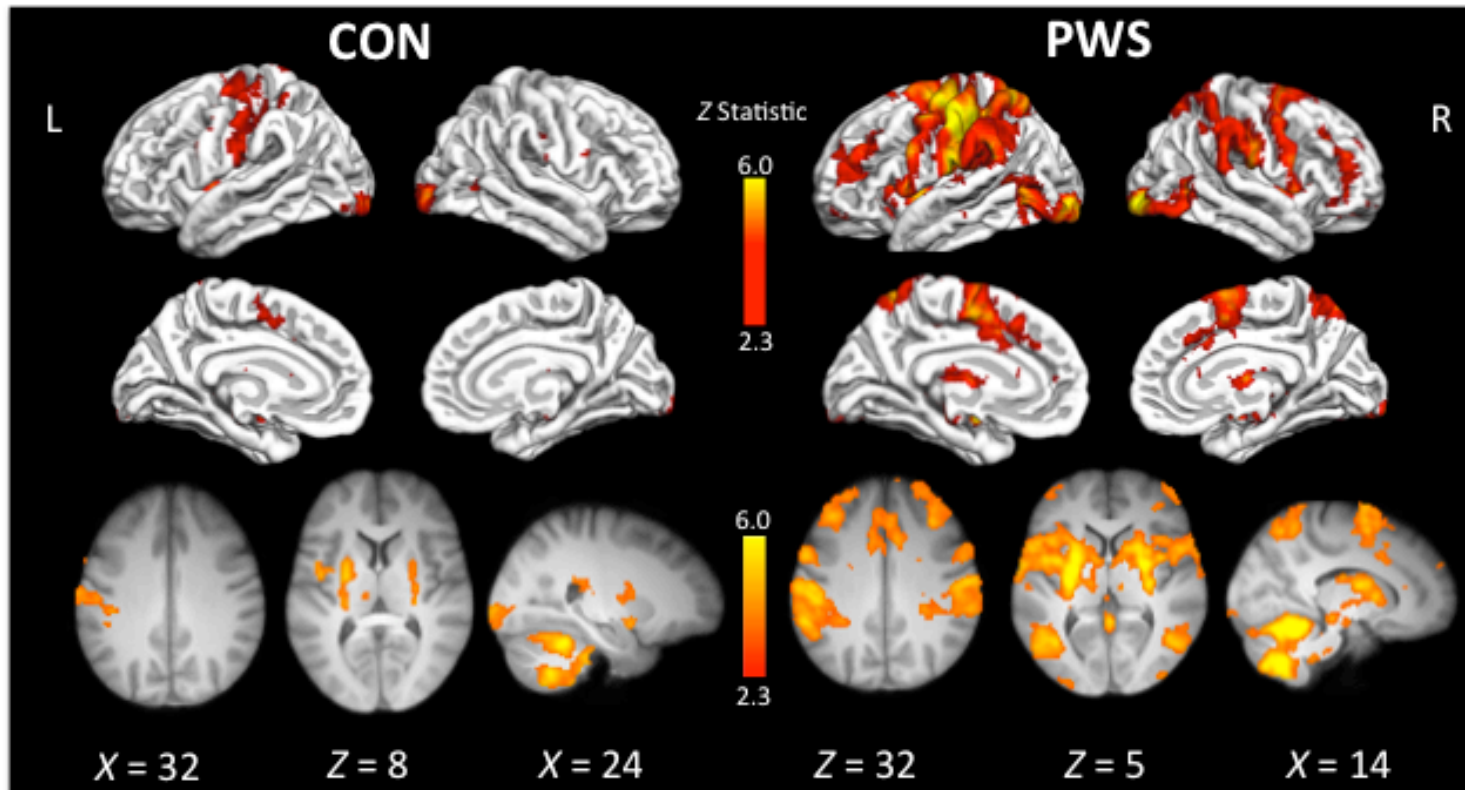 CON PWS
L Z Statistic R
6.0
2.3
6.0
2.3
X = 32 Z = 8 X = 24 Z = 32 Z = 5 X = 14